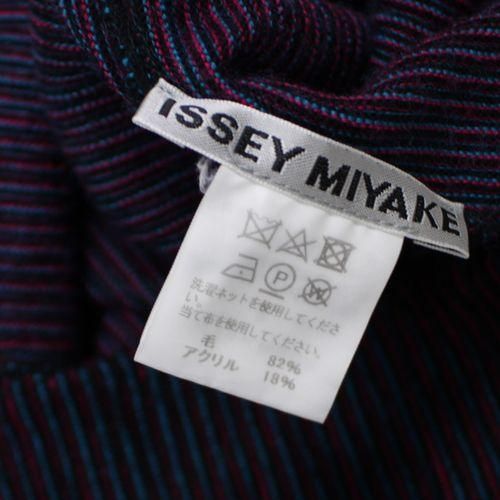 ISSEY MIYAKE
P W
洗濯ネットを使用してください。
当て布を使用してください。
毛 82%
アクリル 18%